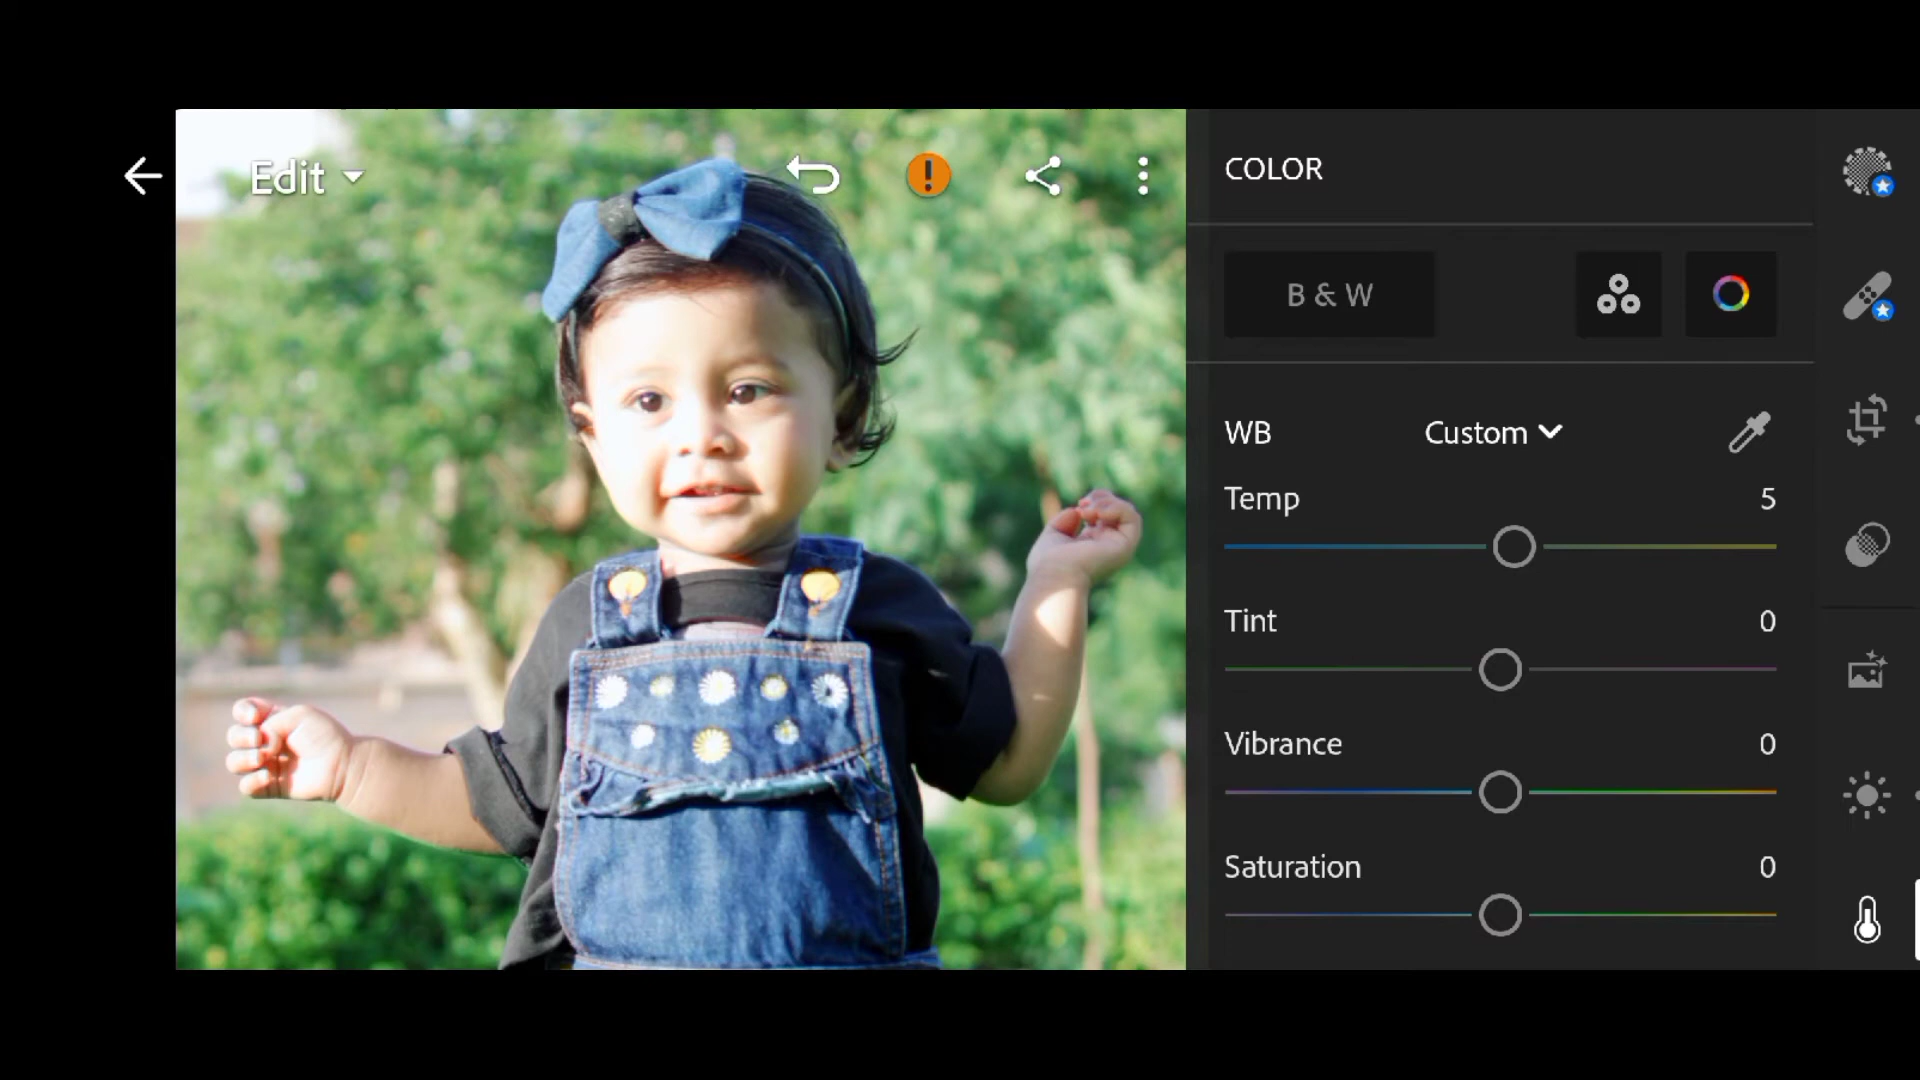 Edit
COLOR
B & W
WB Custom
Temp 5
Tint 0
Vibrance 0
Saturation 0